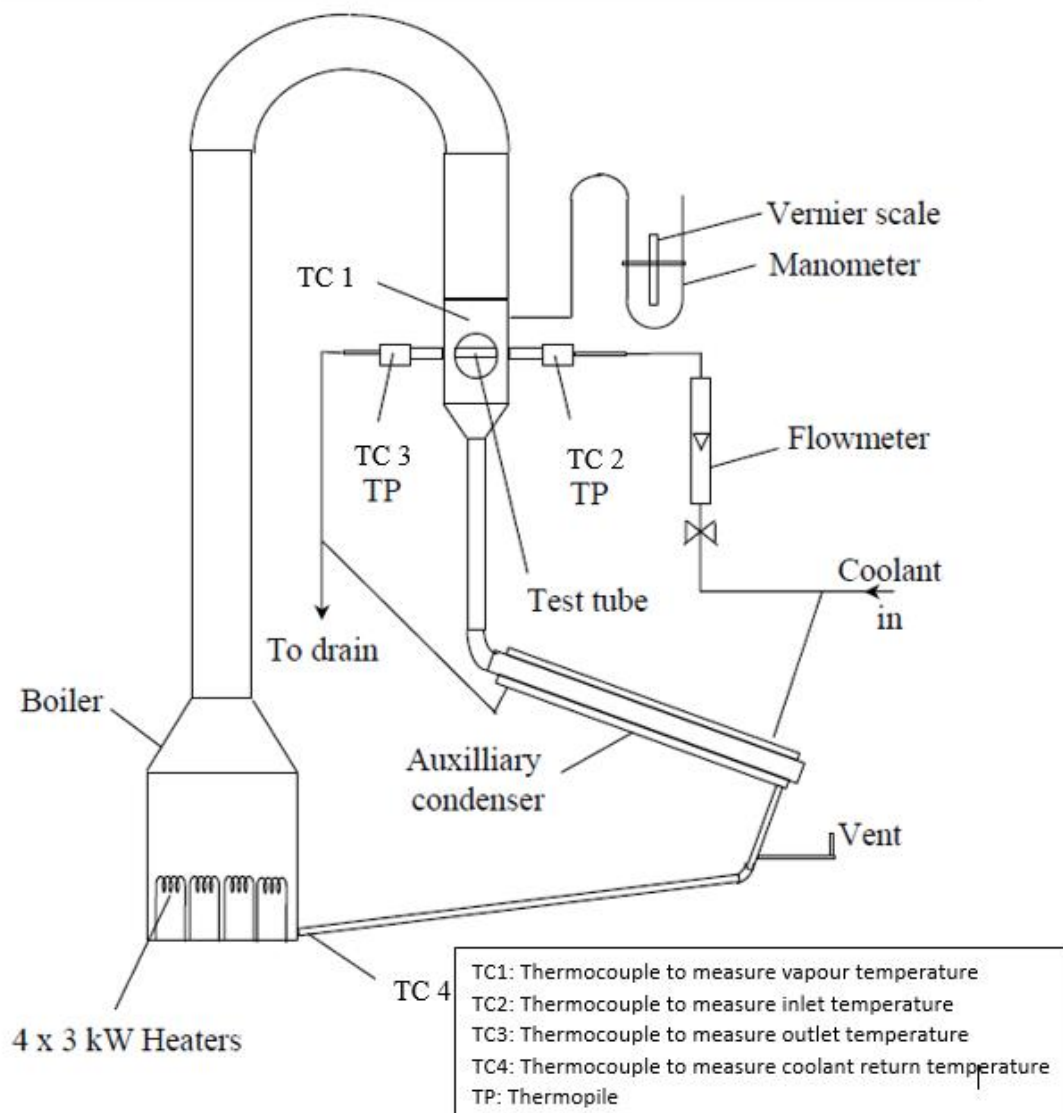 Vernier scale
Manometer
TC 1
TC 3
TP
TC 2
TP
Flowmeter
Test tube
Coolant
in
To drain
Boiler
Auxilliary
condenser
Vent
TC 4
4 x 3 kW Heaters
TC1: Thermocouple to measure vapour temperature
TC2: Thermocouple to measure inlet temperature
TC3: Thermocouple to measure outlet temperature
TC4: Thermocouple to measure coolant return temperature
TP: Thermopile